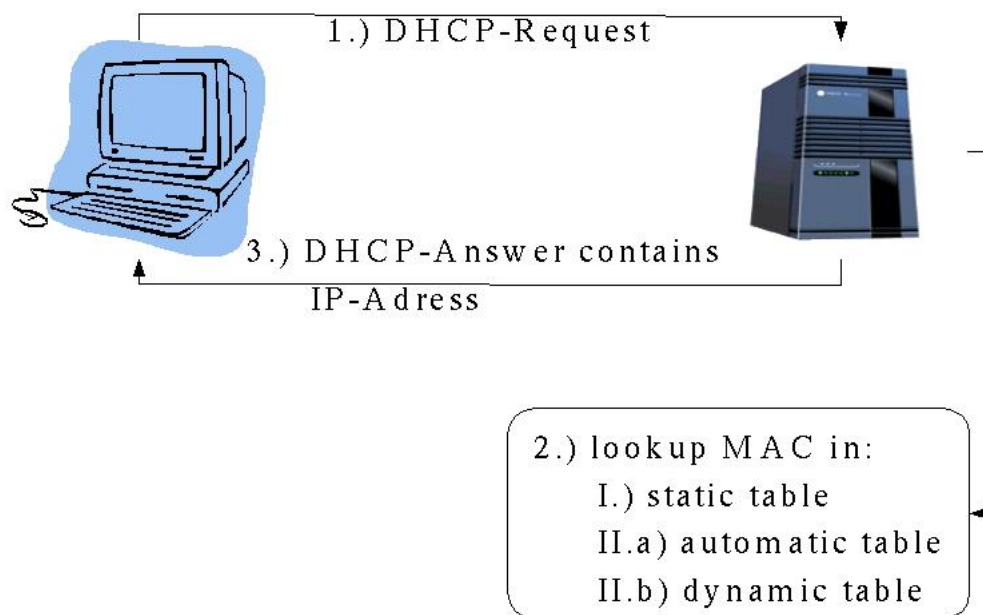 1.) DHCP-Request
3.) DHCP-Answer contains
IP-Adress
2.) lookup MAC in:
I.) static table
II.a) automatic table
II.b) dynamic table